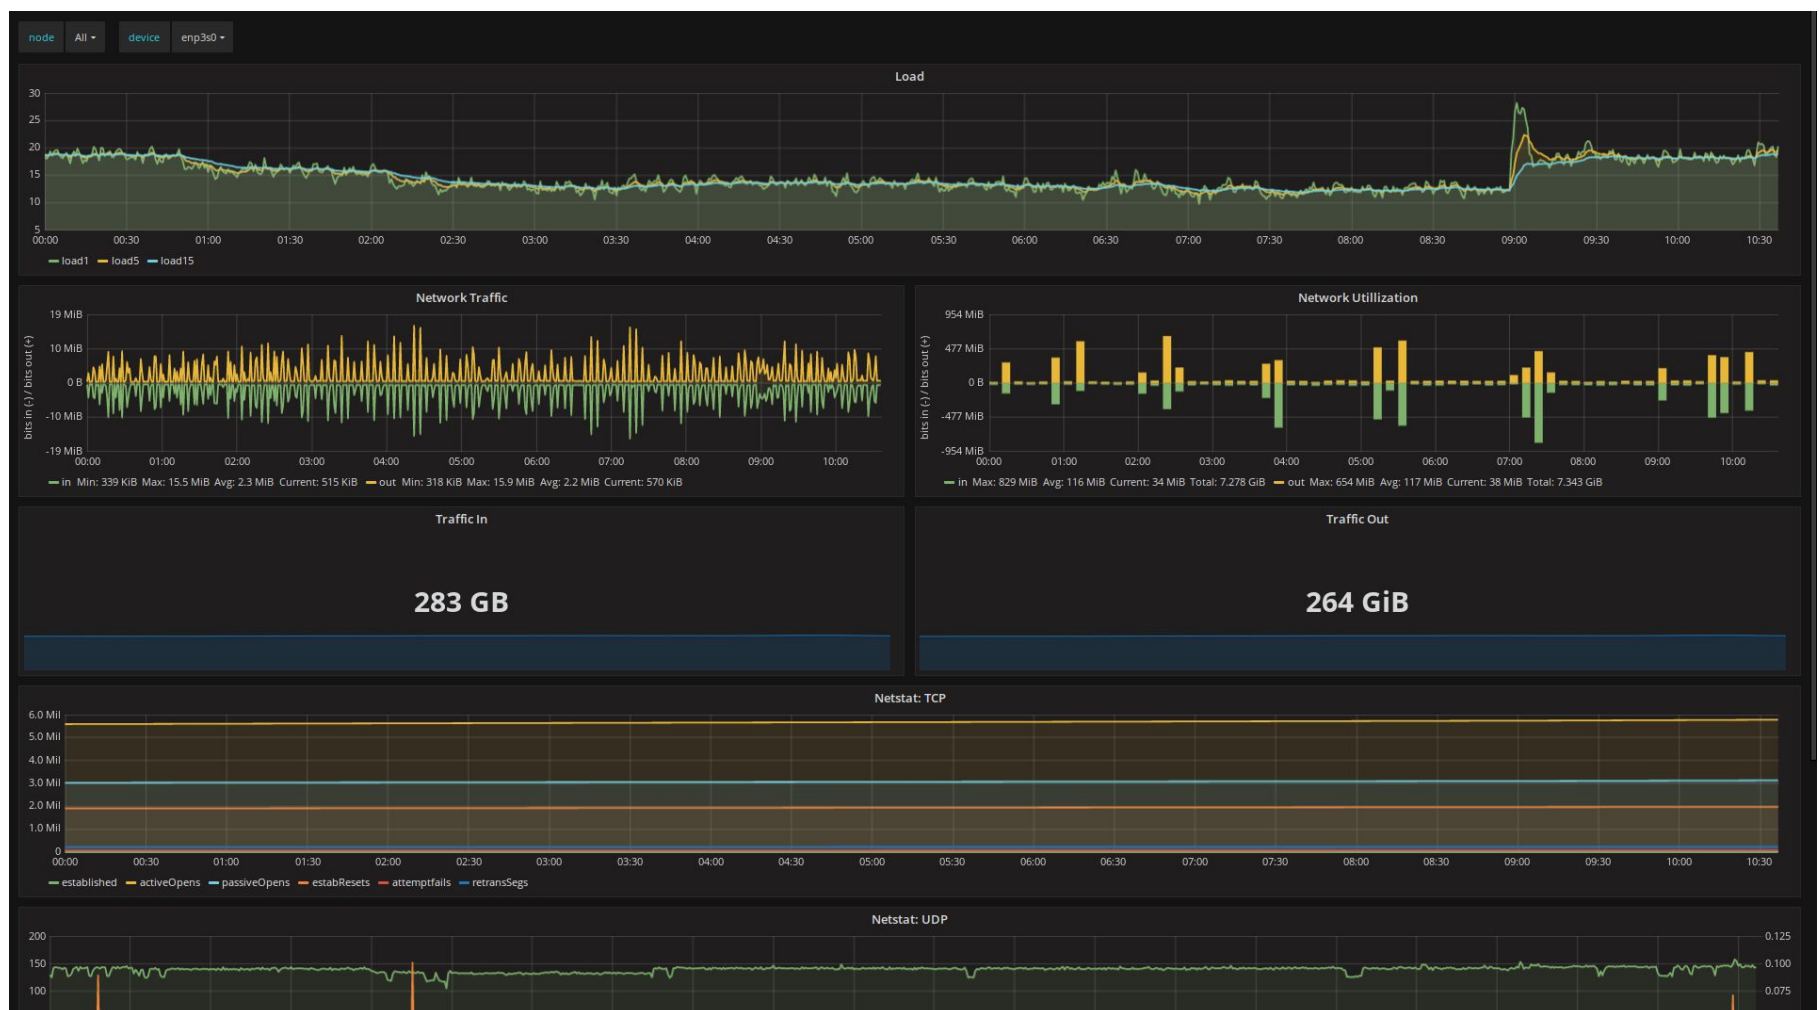 node All device enp3s0
Load
30
25
20
15
10
5
00:00 00:30 01:00 01:30 02:00 02:30 03:00 03:30 04:00 04:30 05:00 05:30 06:00 06:30 07:00 07:30 08:00 08:30 09:00 09:30 10:00 10:30
load1 load5 load15
Network Traffic
bits in (-) / bits out (+)
19 MiB
10 MiB
0 B
-10 MiB
-19 MiB
00:00 01:00 02:00 03:00 04:00 05:00 06:00 07:00 08:00 09:00 10:00
in Min: 339 KiB Max: 15.5 MiB Avg: 2.3 MiB Current: 515 KiB out Min: 318 KiB Max: 15.9 MiB Avg: 2.2 MiB Current: 570 KiB
Network Utillization
bits in (-) / bits out (+)
954 MiB
477 MiB
0 B
-477 MiB
-954 MiB
00:00 01:00 02:00 03:00 04:00 05:00 06:00 07:00 08:00 09:00 10:00
in Max: 829 MiB Avg: 116 MiB Current: 34 MiB Total: 7.278 GiB out Max: 654 MiB Avg: 117 MiB Current: 38 MiB Total: 7.343 GiB
Traffic In
283 GB
Traffic Out
264 GiB
Netstat: TCP
6.0 Mil
5.0 Mil
4.0 Mil
3.0 Mil
2.0 Mil
1.0 Mil
0
00:00 00:30 01:00 01:30 02:00 02:30 03:00 03:30 04:00 04:30 05:00 05:30 06:00 06:30 07:00 07:30 08:00 08:30 09:00 09:30 10:00 10:30
established activeOpens passiveOpens estabResets attemptfails retransSegs
Netstat: UDP
200 0.125
150 0.100
100 0.075